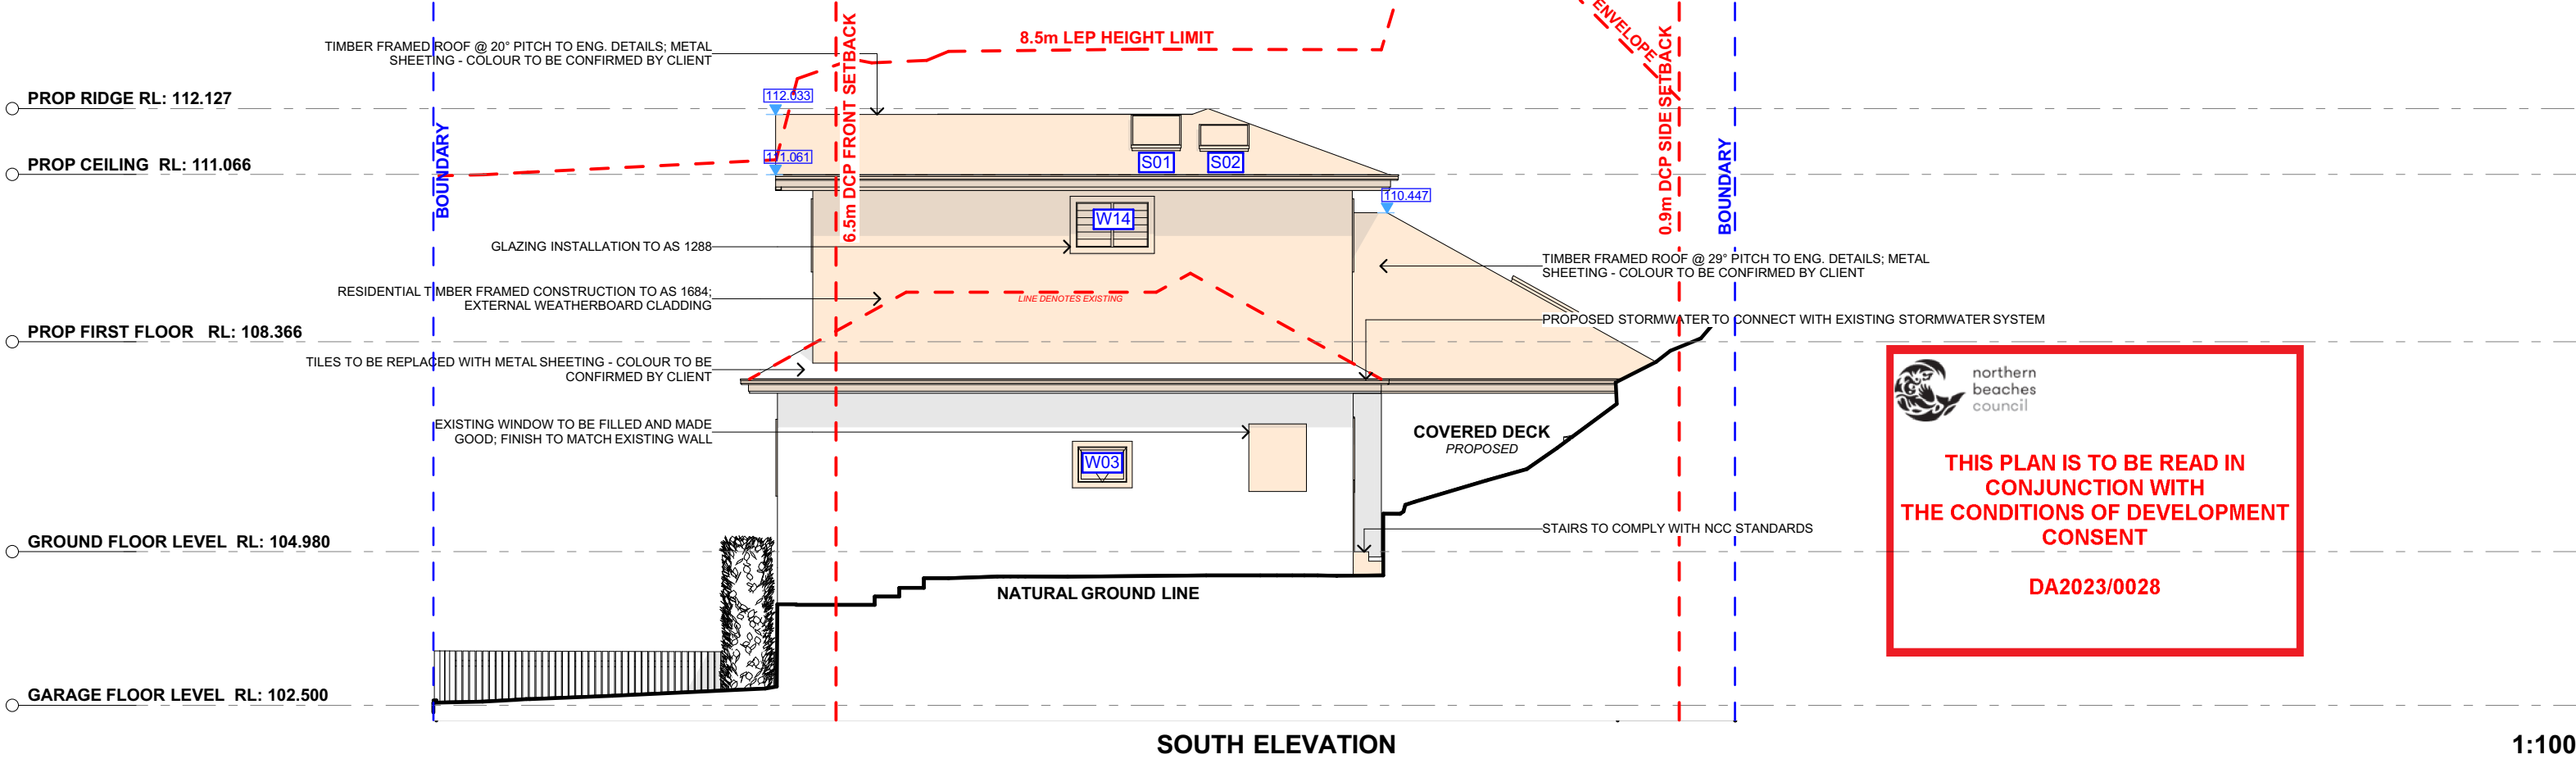 ENVELOPE
TIMBER FRAMED ROOF @ 20° PITCH TO ENG. DETAILS; METAL
SHEETING - COLOUR TO BE CONFIRMED BY CLIENT
6.5m DCP FRONT SETBACK
8.5m LEP HEIGHT LIMIT
0.9m DCP SIDE SETBACK
PROP RIDGE RL: 112.127
112.033
BOUNDARY
BOUNDARY
PROP CEILING RL: 111.066
111.061
S01
S02
110.447
W14
GLAZING INSTALLATION TO AS 1288
TIMBER FRAMED ROOF @ 29° PITCH TO ENG. DETAILS; METAL
SHEETING - COLOUR TO BE CONFIRMED BY CLIENT
RESIDENTIAL TIMBER FRAMED CONSTRUCTION TO AS 1684;
EXTERNAL WEATHERBOARD CLADDING
LINE DENOTES EXISTING
PROPOSED STORMWATER TO CONNECT WITH EXISTING STORMWATER SYSTEM
PROP FIRST FLOOR RL: 108.366
TILES TO BE REPLACED WITH METAL SHEETING - COLOUR TO BE
CONFIRMED BY CLIENT
EXISTING WINDOW TO BE FILLED AND MADE
GOOD; FINISH TO MATCH EXISTING WALL
W03
COVERED DECK
PROPOSED
STAIRS TO COMPLY WITH NCC STANDARDS
GROUND FLOOR LEVEL RL: 104.980
NATURAL GROUND LINE
GARAGE FLOOR LEVEL RL: 102.500
northern
beaches
council
THIS PLAN IS TO BE READ IN
CONJUNCTION WITH
THE CONDITIONS OF DEVELOPMENT
CONSENT
DA2023/0028
SOUTH ELEVATION
1:100